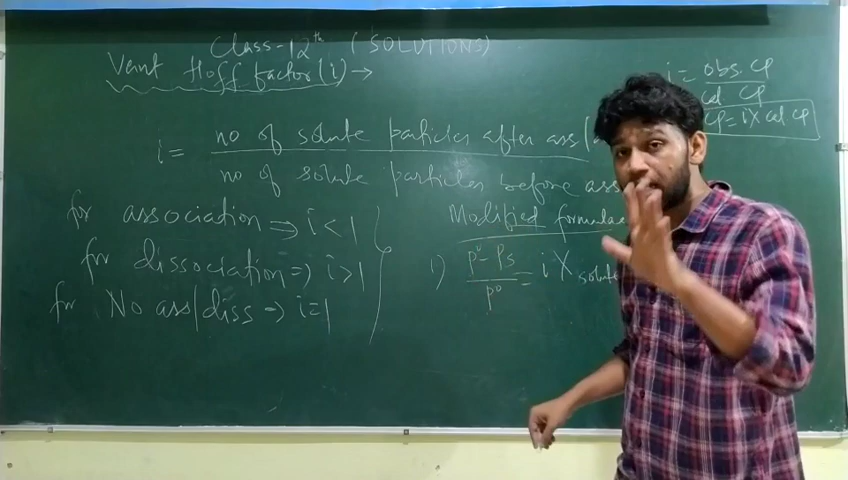 Class-12th (SOLUTIONS)
Vant Hoff factor(i) →
i = obs. CP
cal CP
CP = i X cal CP
i = no of solute particles after ass
no of solute particles before ass
for association ⇒ i < 1
for dissociation ⇒ i > 1
for No ass/diss ⇒ i = 1
Modified formulae
1) p° - Ps
p° = i X solute